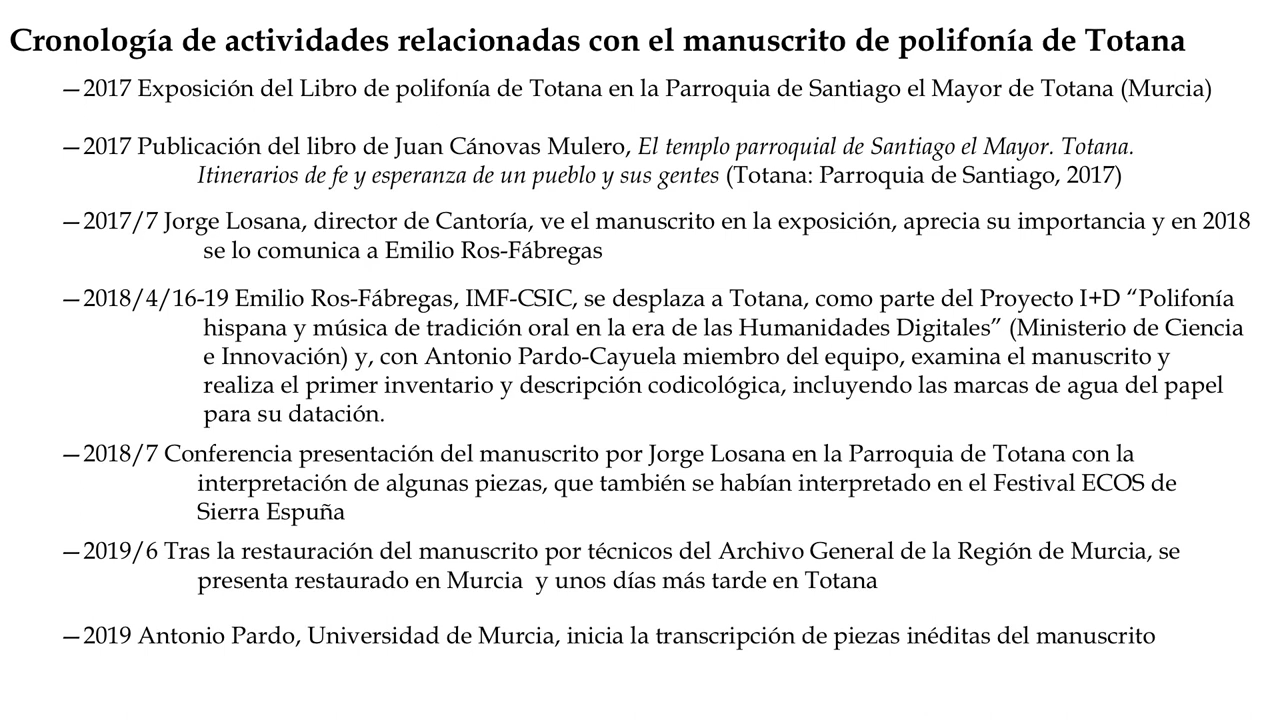 Cronología de actividades relacionadas con el manuscrito de polifonía de Totana
—2017 Exposición del Libro de polifonía de Totana en la Parroquia de Santiago el Mayor de Totana (Murcia)
—2017 Publicación del libro de Juan Cánovas Mulero, El templo parroquial de Santiago el Mayor. Totana.
Itinerarios de fe y esperanza de un pueblo y sus gentes (Totana: Parroquia de Santiago, 2017)
—2017/7 Jorge Losana, director de Cantoría, ve el manuscrito en la exposición, aprecia su importancia y en 2018
se lo comunica a Emilio Ros-Fábregas
—2018/4/16-19 Emilio Ros-Fábregas, IMF-CSIC, se desplaza a Totana, como parte del Proyecto I+D “Polifonía
hispana y música de tradición oral en la era de las Humanidades Digitales” (Ministerio de Ciencia
e Innovación) y, con Antonio Pardo-Cayuela miembro del equipo, examina el manuscrito y
realiza el primer inventario y descripción codicológica, incluyendo las marcas de agua del papel
para su datación.
—2018/7 Conferencia presentación del manuscrito por Jorge Losana en la Parroquia de Totana con la
interpretación de algunas piezas, que también se habían interpretado en el Festival ECOS de
Sierra Espuña
—2019/6 Tras la restauración del manuscrito por técnicos del Archivo General de la Región de Murcia, se
presenta restaurado en Murcia  y unos días más tarde en Totana
—2019 Antonio Pardo, Universidad de Murcia, inicia la transcripción de piezas inéditas del manuscrito